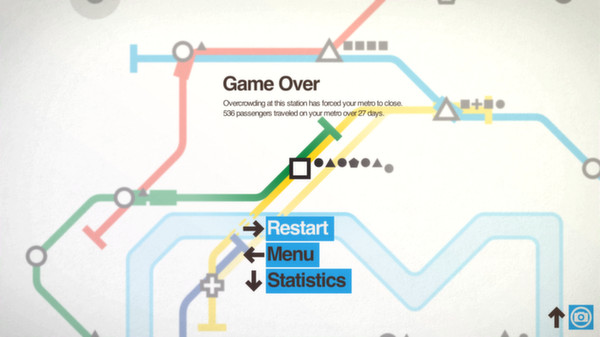 Game Over
Overcrowding at this station has forced your metro to close.
536 passengers traveled on your metro over 27 days.
Restart
Menu
Statistics